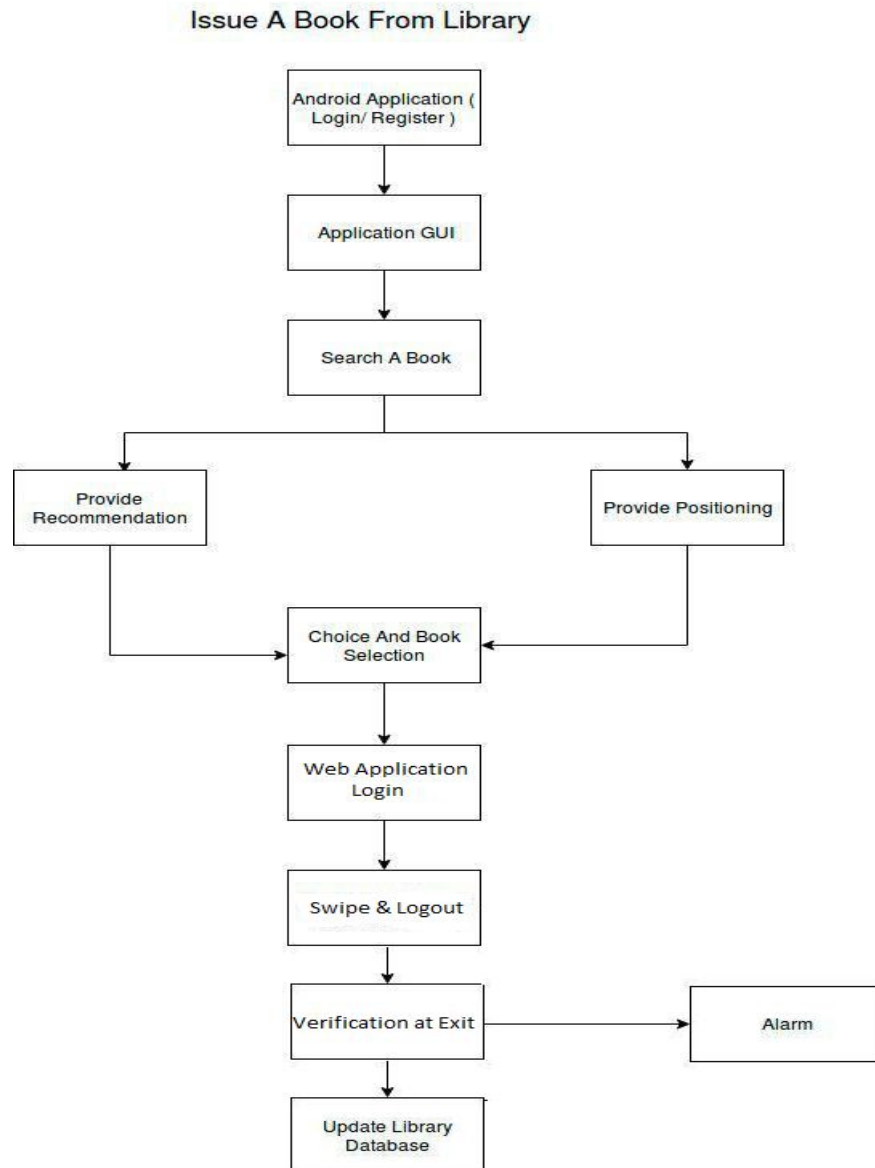 Issue A Book From Library
Android Application (
Login/ Register )
Application GUI
Search A Book
Provide
Recommendation
Provide Positioning
Choice And Book
Selection
Web Application
Login
Swipe & Logout
Verification at Exit
Alarm
Update Library
Database